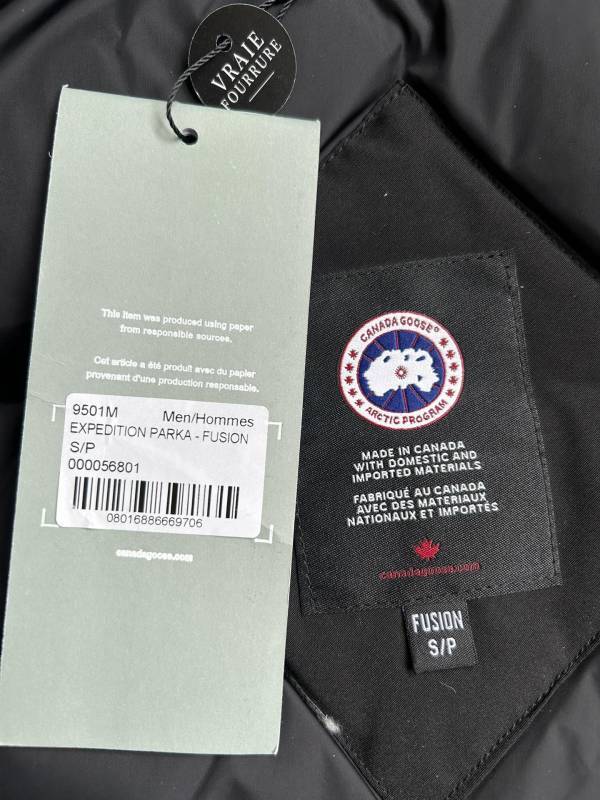 VRAIE
FOURRURE
This item was produced using paper
from responsible sources.
Cet article a été produit avec du papier
provenant d'une production responsable.
9501M Men/Hommes
EXPEDITION PARKA - FUSION
S/P
000056801
08016886669706
canadagoose.com
CANADA GOOSE®
ARCTIC PROGRAM
MADE IN CANADA
WITH DOMESTIC AND
IMPORTED MATERIALS
FABRIQUÉ AU CANADA
AVEC DES MATERIAUX
NATIONAUX ET IMPORTÉS
canadagoose.com
FUSION
S/P